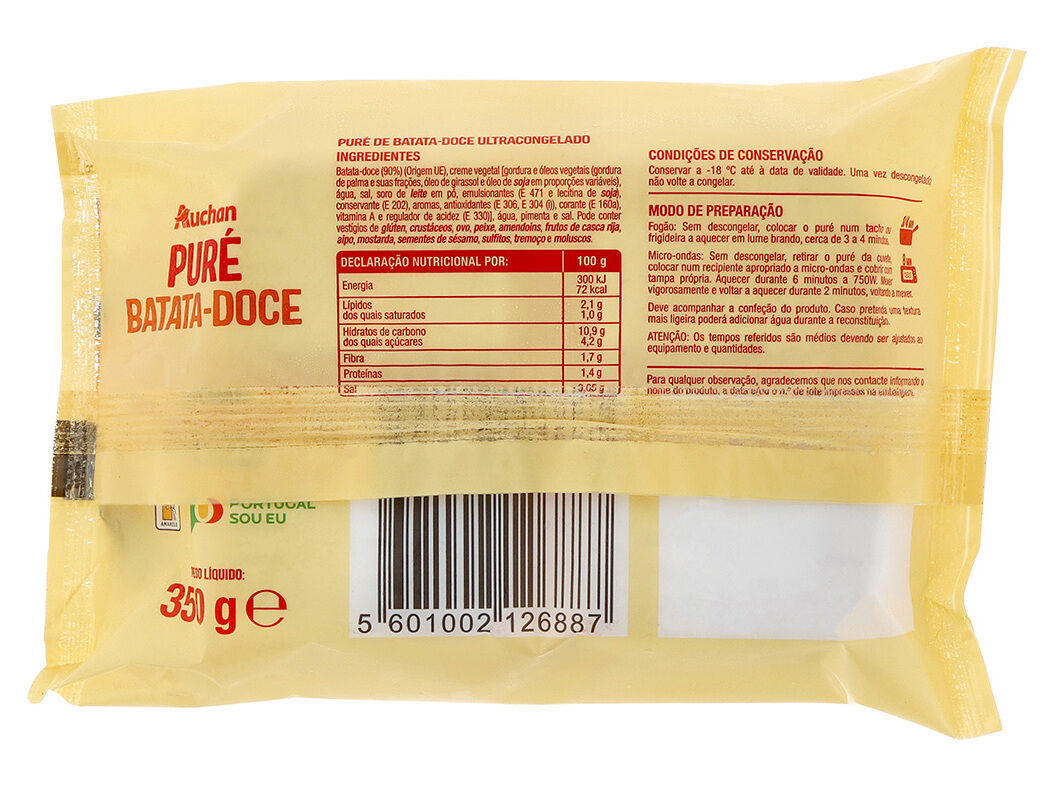 Auchan
PURÉ
BATATA-DOCE
PURÉ DE BATATA-DOCE ULTRACONGELADO
INGREDIENTES
Batata-doce (90%) (Origem UE), creme vegetal [gordura e óleos vegetais (gordura
de palma e suas frações, óleo de girassol e óleo de soja em proporções variáveis),
água, sal, soro de leite em pó, emulsionantes (E 471 e lecitina de soja),
conservante (E 202), aromas, antioxidantes (E 306, E 304 (i)), corante (E 160a),
vitamina A e regulador de acidez (E 330)], água, pimenta e sal. Pode conter
vestígios de glúten, crustáceos, ovo, peixe, amendoins, frutos de casca rija,
aipo, mostarda, sementes de sésamo, sulfitos, tremoço e moluscos.
DECLARAÇÃO NUTRICIONAL POR: 100 g
Energia 300 kJ
72 kcal
Lípidos 2,1 g
dos quais saturados 1,0 g
Hidratos de carbono 10,9 g
dos quais açúcares 4,2 g
Fibra 1,7 g
Proteínas 1,4 g
Sal
CONDIÇÕES DE CONSERVAÇÃO
Conservar a -18 ºC até à data de validade. Uma vez descongelado
não volte a congelar.
MODO DE PREPARAÇÃO
Fogão: Sem descongelar, colocar o puré num tacho ou
frigideira a aquecer em lume brando, cerca de 3 a 4 minutos.
3/4 MIN
Micro-ondas: Sem descongelar, retirar o puré da cuvete,
colocar num recipiente apropriado a micro-ondas e cobrir com
tampa própria. Aquecer durante 6 minutos a 750W. Mexer
vigorosamente e voltar a aquecer durante 2 minutos, voltando a mexer.
8 MIN
Deve acompanhar a confeção do produto. Caso pretenda uma textura
mais ligeira poderá adicionar água durante a reconstituição.
ATENÇÃO: Os tempos referidos são médios devendo ser ajustados ao
equipamento e quantidades.
Para qualquer observação, agradecemos que nos contacte informando o
nome do produto, a data e/ou o n.º de lote impressos na embalagem.
AMARELO
PORTUGAL
SOU EU
PESO LÍQUIDO:
350 g ℮
5 601002 126887